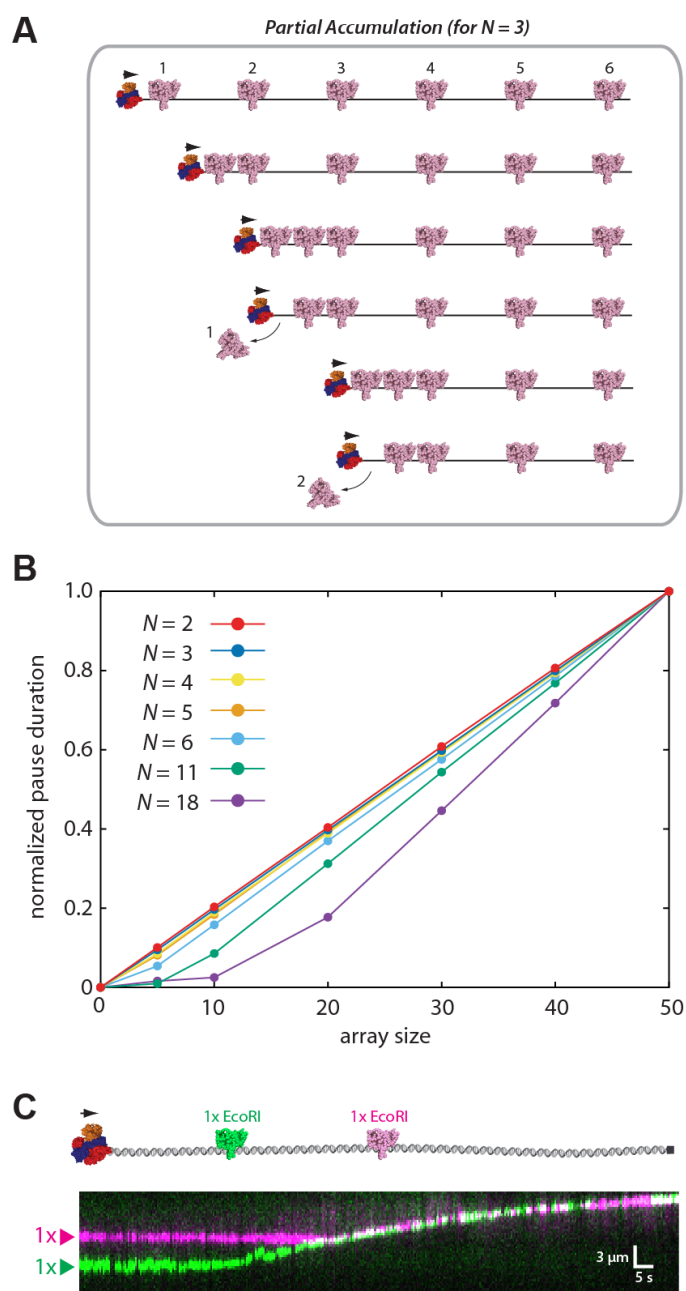 A
Partial Accumulation (for N = 3)
1 2 3 4 5 6
1
2
B
1.0
0.8
0.6
0.4
0.2
0
N = 2
N = 3
N = 4
N = 5
N = 6
N = 11
N = 18
normalized pause duration
0 10 20 30 40 50
array size
C
1x EcoRI 1x EcoRI
1x
1x
3 μm
5 s